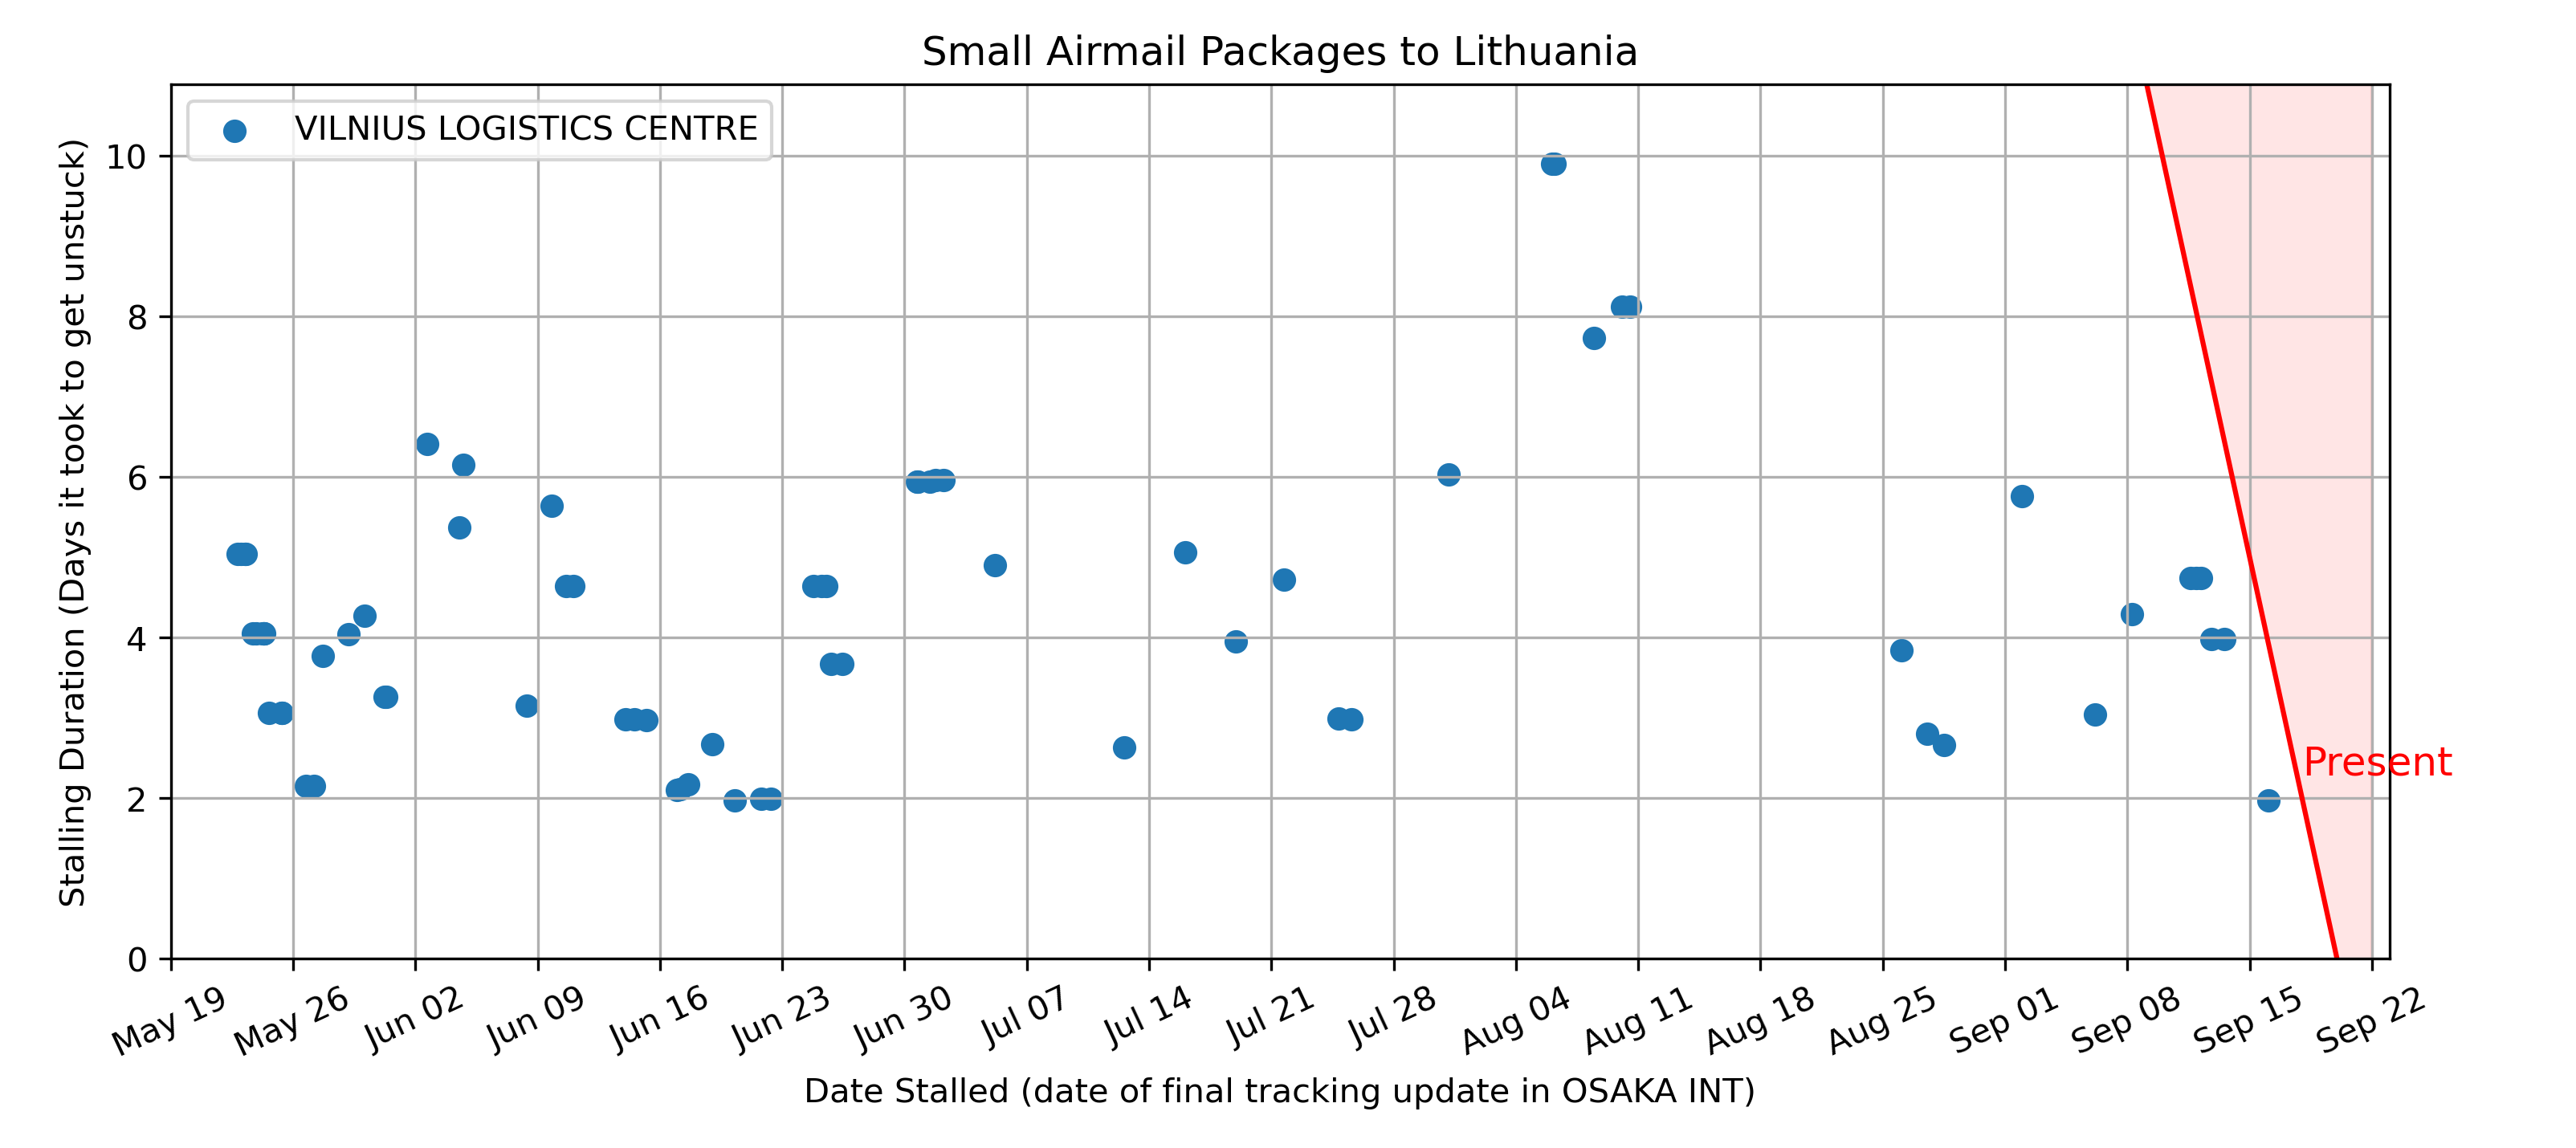 Small Airmail Packages to Lithuania
VILNIUS LOGISTICS CENTRE
Stalling Duration (Days it took to get unstuck)
10
8
6
4
2
0
Present
May 19
May 26
Jun 02
Jun 09
Jun 16
Jun 23
Jun 30
Jul 07
Jul 14
Jul 21
Jul 28
Aug 04
Aug 11
Aug 18
Aug 25
Sep 01
Sep 08
Sep 15
Sep 22
Date Stalled (date of final tracking update in OSAKA INT)